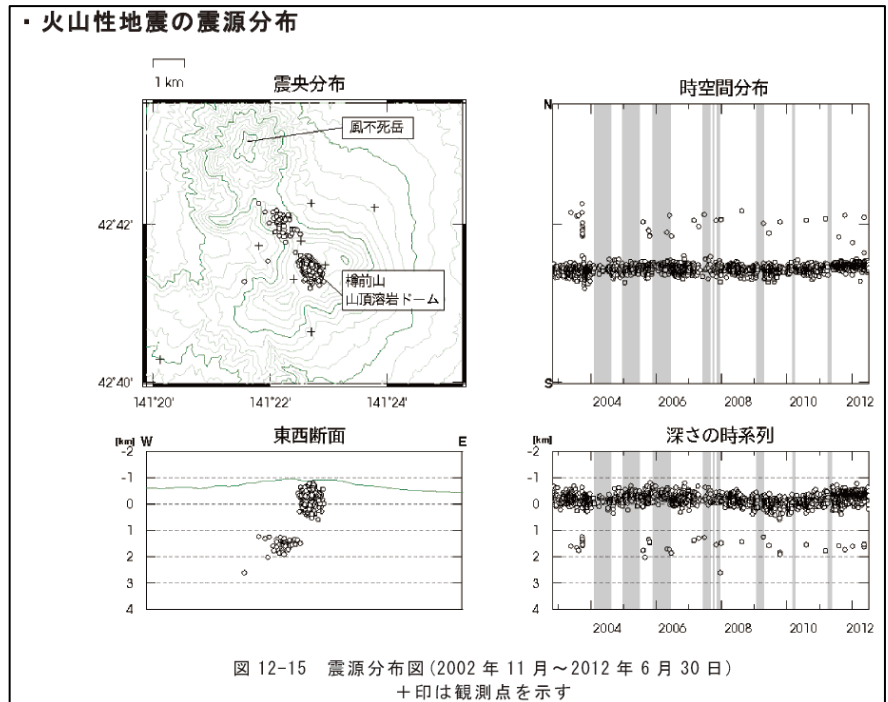 ・火山性地震の震源分布
1 km
震央分布
風不死岳
42°42'
樽前山
山頂溶岩ドーム
42°40'
141°20'
141°22'
141°24'
時空間分布
N
S
2004
2006
2008
2010
2012
東西断面
[km] W
E
-2
-1
0
1
2
3
4
深さの時系列
[km]
-2
-1
0
1
2
3
4
2004
2006
2008
2010
2012
図 12-15 震源分布図(2002 年 11 月～2012 年 6 月 30 日)
＋印は観測点を示す